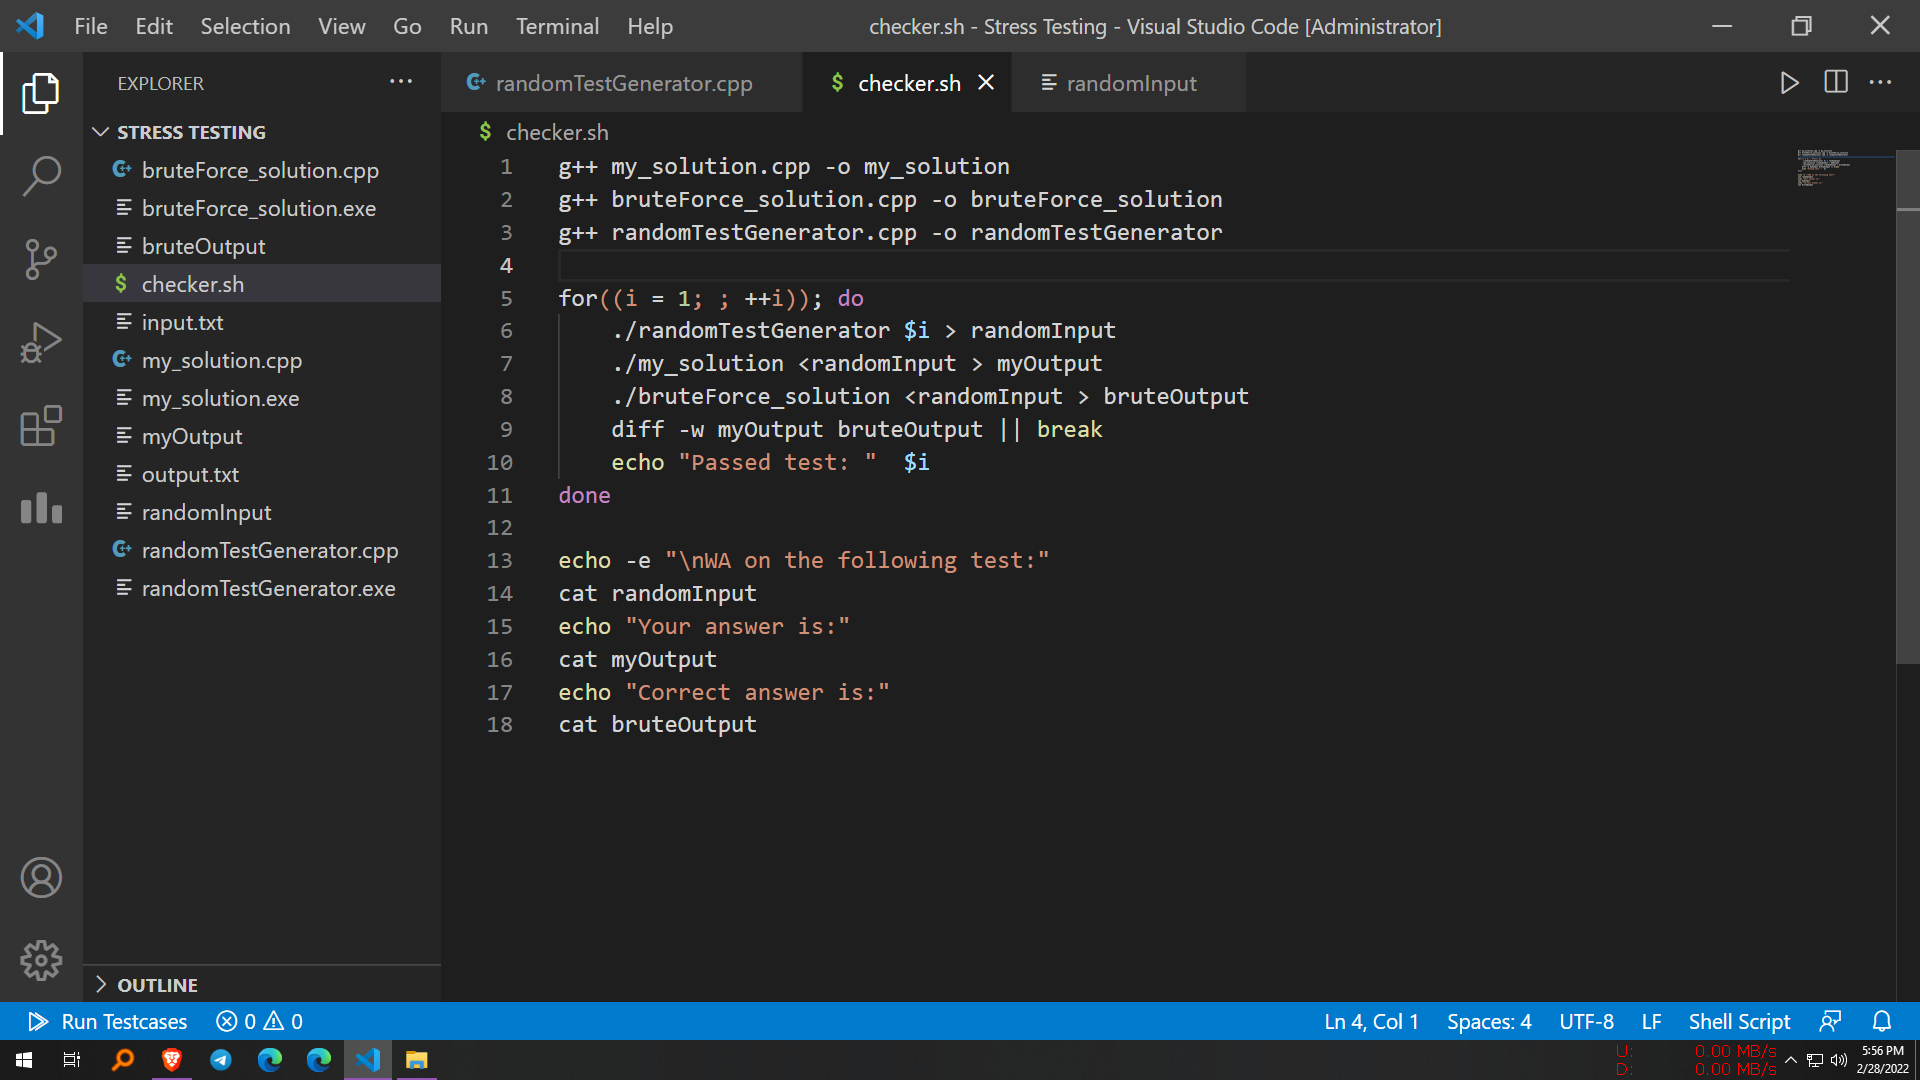 File Edit Selection View Go Run Terminal Help checker.sh - Stress Testing - Visual Studio Code [Administrator]
EXPLORER ···
STRESS TESTING
bruteForce_solution.cpp
bruteForce_solution.exe
bruteOutput
$ checker.sh
input.txt
my_solution.cpp
my_solution.exe
myOutput
output.txt
randomInput
randomTestGenerator.cpp
randomTestGenerator.exe
OUTLINE
randomTestGenerator.cpp $ checker.sh randomInput
$ checker.sh
1 g++ my_solution.cpp -o my_solution
2 g++ bruteForce_solution.cpp -o bruteForce_solution
3 g++ randomTestGenerator.cpp -o randomTestGenerator
4
5 for((i = 1; ; ++i)); do
6     ./randomTestGenerator $i > randomInput
7     ./my_solution <randomInput > myOutput
8     ./bruteForce_solution <randomInput > bruteOutput
9     diff -w myOutput bruteOutput || break
10     echo "Passed test: "  $i
11 done
12
13 echo -e "\nWA on the following test:"
14 cat randomInput
15 echo "Your answer is:"
16 cat myOutput
17 echo "Correct answer is:"
18 cat bruteOutput
Run Testcases 0 0 Ln 4, Col 1 Spaces: 4 UTF-8 LF Shell Script
U: 0.00 MB/s
D: 0.00 MB/s
5:56 PM
2/28/2022